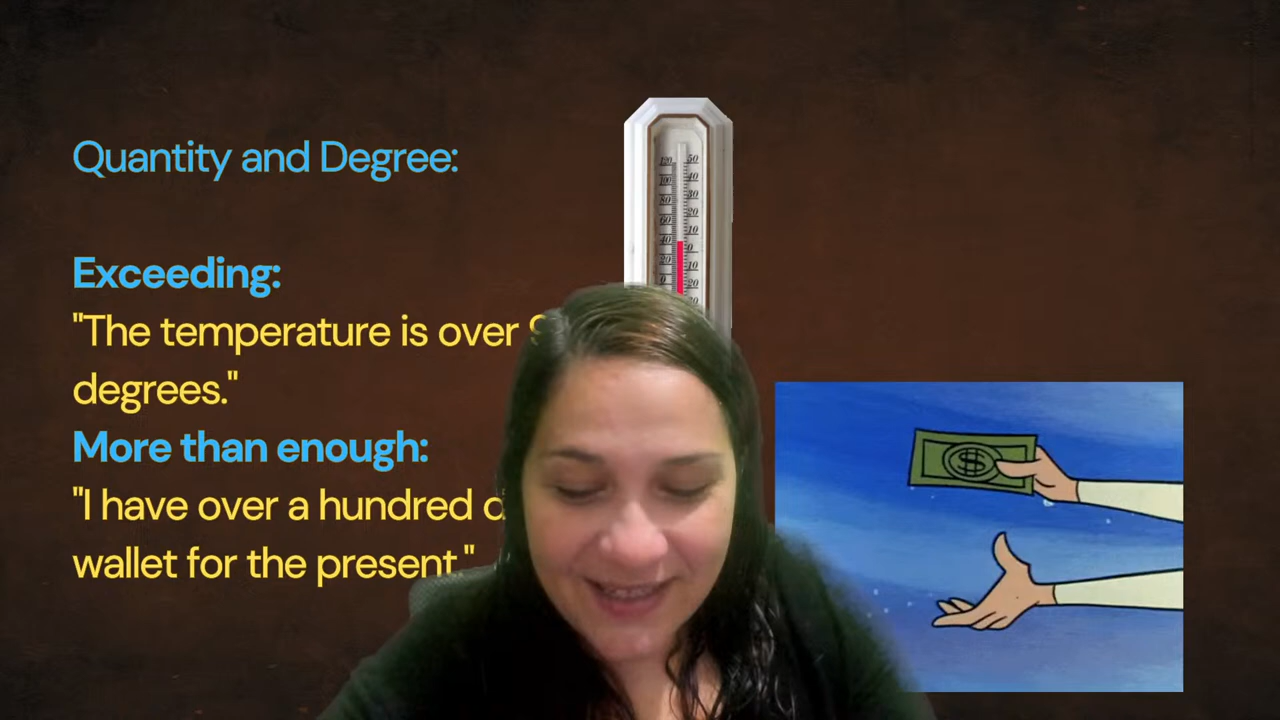 Quantity and Degree:
Exceeding:
"The temperature is over
degrees."
More than enough:
"I have over a hundred
wallet for the present."